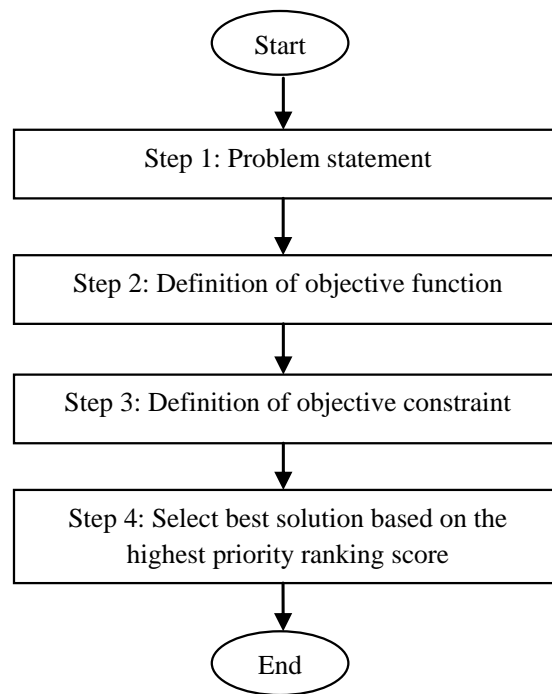 Start
Step 1: Problem statement
Step 2: Definition of objective function
Step 3: Definition of objective constraint
Step 4: Select best solution based on the
highest priority ranking score
End